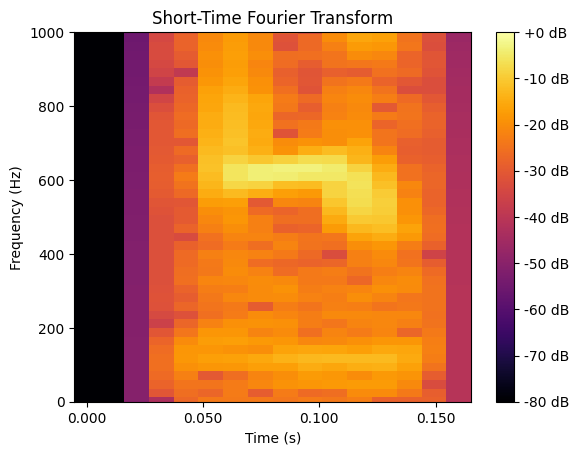 Short-Time Fourier Transform
1000
800
600
400
200
0
Frequency (Hz)
0.000
0.050
0.100
0.150
Time (s)
+0 dB
-10 dB
-20 dB
-30 dB
-40 dB
-50 dB
-60 dB
-70 dB
-80 dB